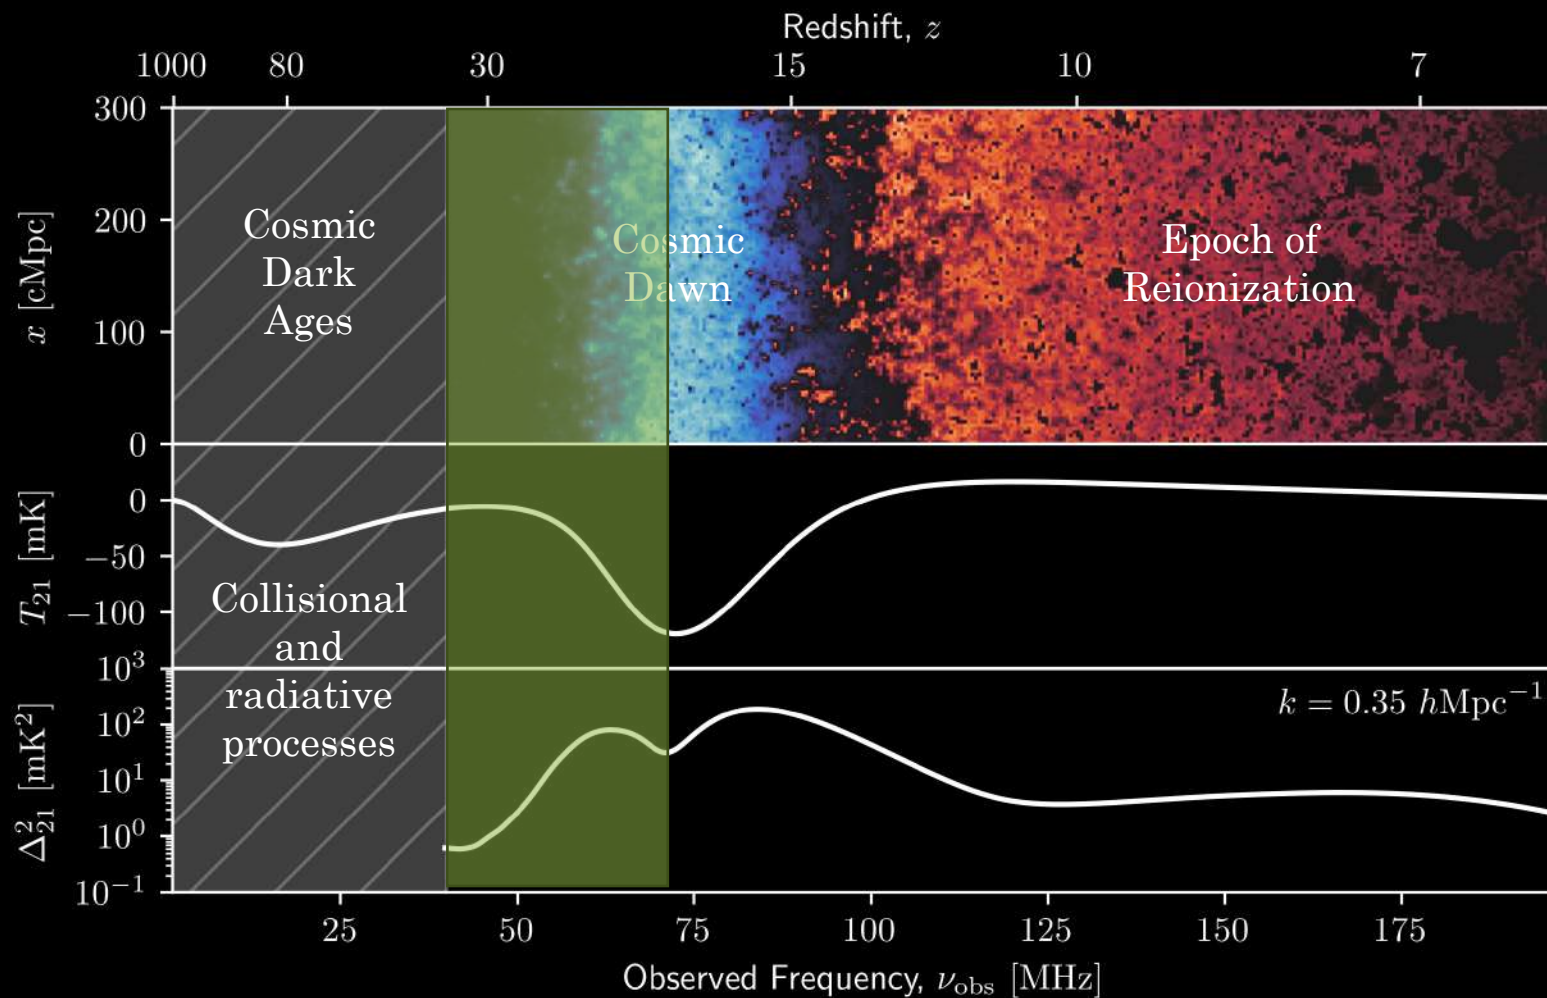 Redshift, z
1000 80 30 15 10 7
300
200
100
0
x [cMpc]
Cosmic
Dark
Ages
Cosmic
Dawn
Epoch of
Reionization
0
−50
−100
T₂₁ [mK]
Collisional
and
radiative
processes
10³
10²
10¹
10⁰
10⁻¹
Δ²₂₁ [mK²]
k = 0.35 hMpc⁻¹
25 50 75 100 125 150 175
Observed Frequency, ν_obs [MHz]